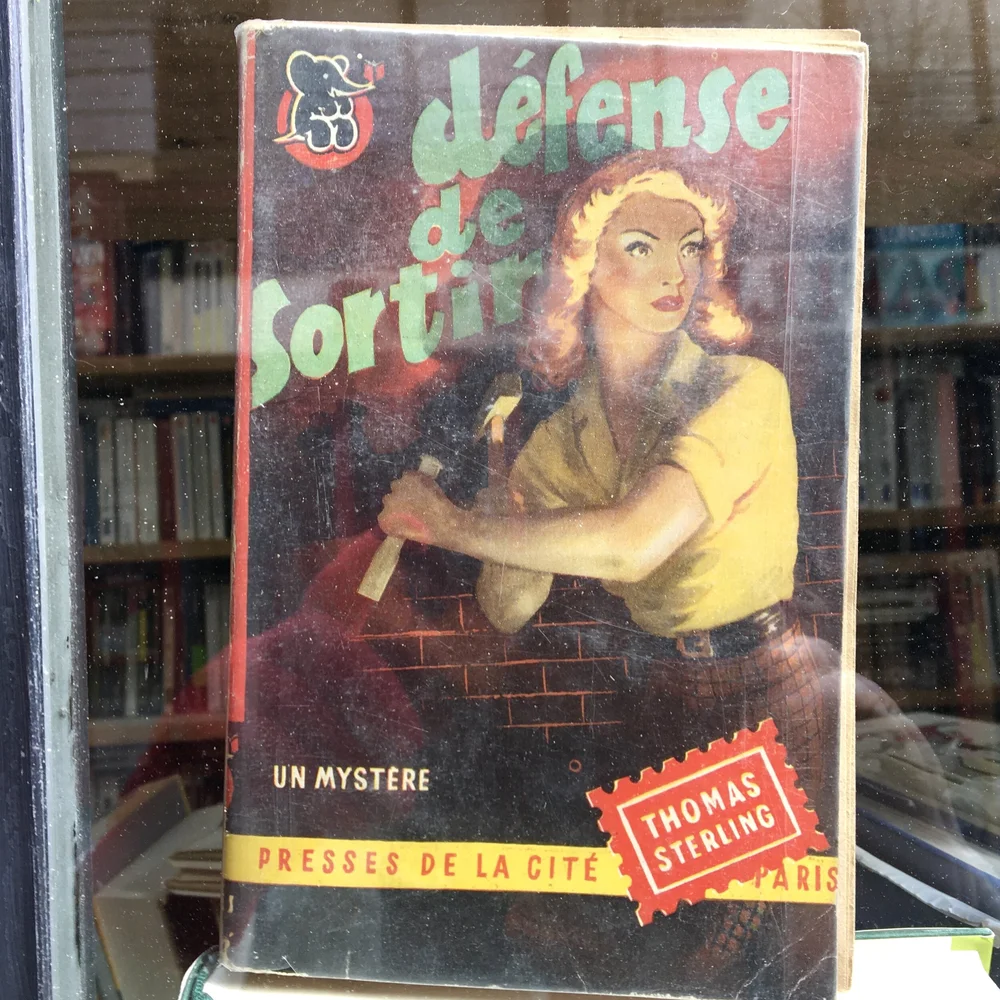 défense
de
Sortir
UN MYSTÈRE
THOMAS
STERLING
PRESSES DE LA CITÉ PARIS